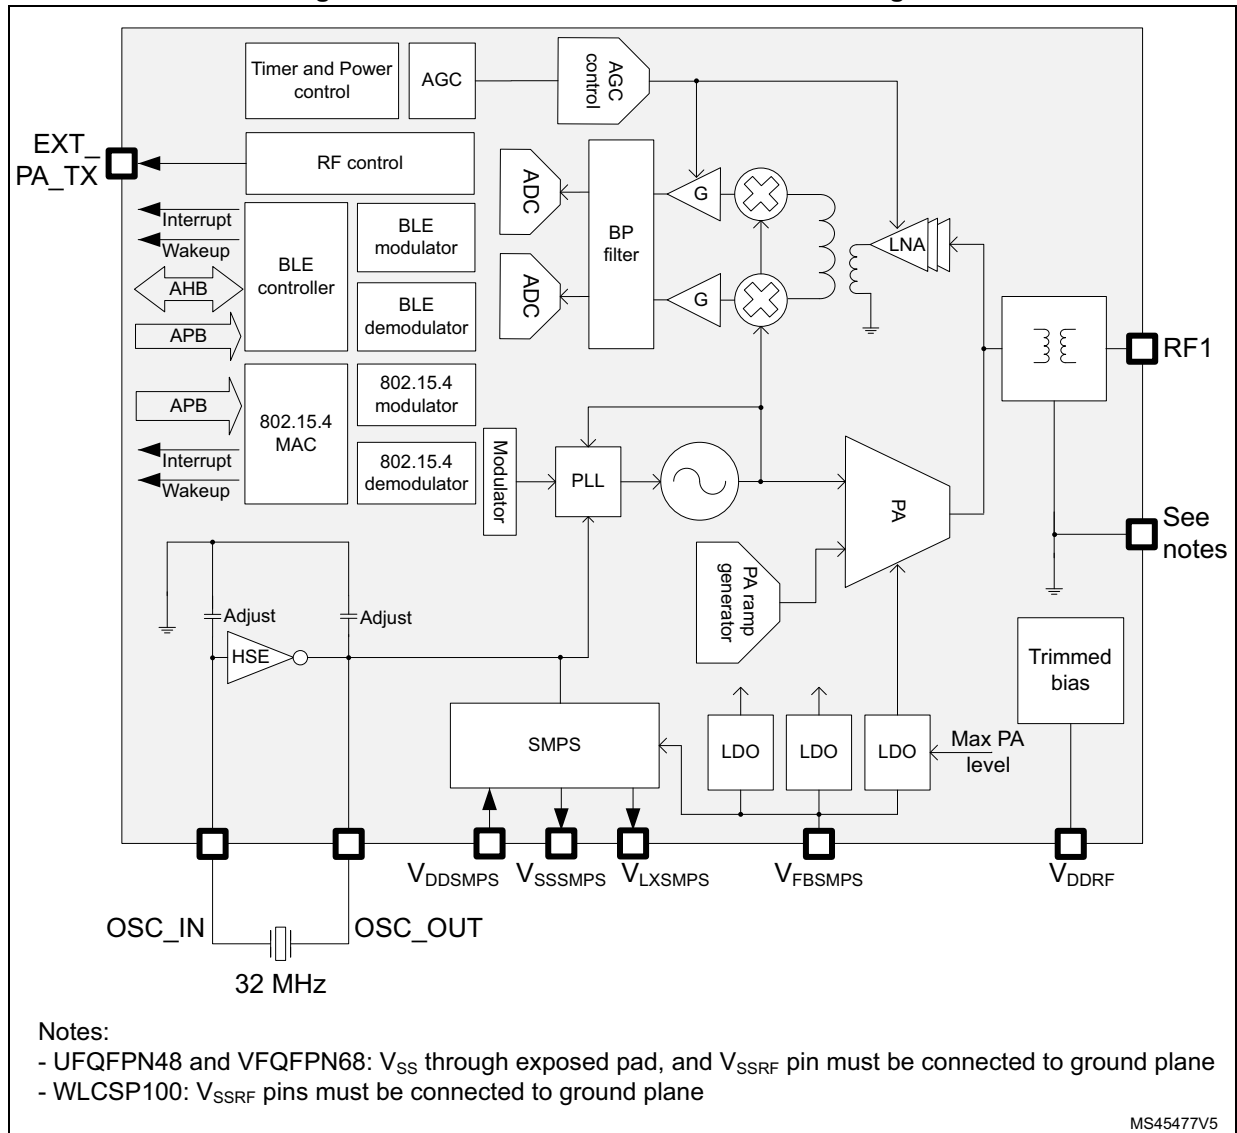 Timer and Power
control
AGC
AGC
control
EXT_
PA_TX
RF control
ADC
BP
filter
G
LNA
Interrupt
Wakeup
BLE
controller
BLE
modulator
AHB
ADC
G
BLE
demodulator
APB
RF1
APB
802.15.4
MAC
802.15.4
modulator
Interrupt
Wakeup
802.15.4
demodulator
Modulator
PLL
PA
See
notes
PA ramp
generator
Adjust
Adjust
HSE
Trimmed
bias
SMPS
LDO
LDO
LDO
Max PA
level
VDDSMPS
VSSSMPS
VLXSMPS
VFBSMPS
VDDRF
OSC_IN
OSC_OUT
32 MHz
Notes:
- UFQFPN48 and VFQFPN68: VSS through exposed pad, and VSSRF pin must be connected to ground plane
- WLCSP100: VSSRF pins must be connected to ground plane
MS45477V5